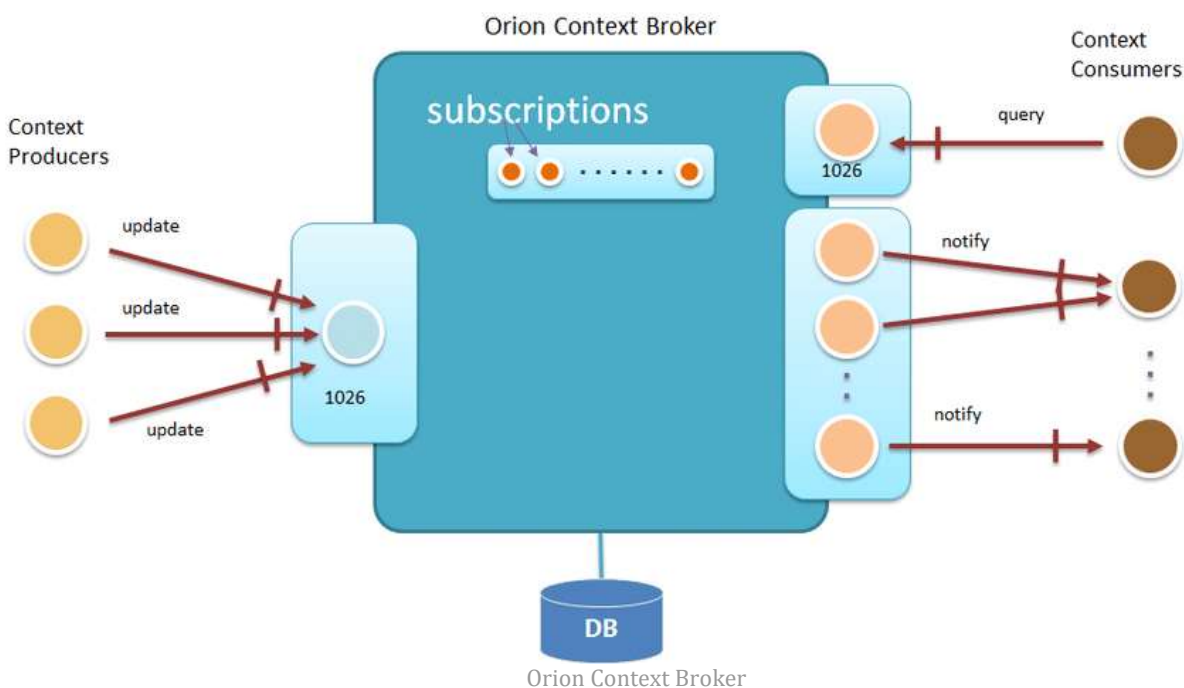 Orion Context Broker
Context
Consumers
subscriptions
query
Context
Producers
1026
update
notify
update
1026
notify
update
DB
Orion Context Broker